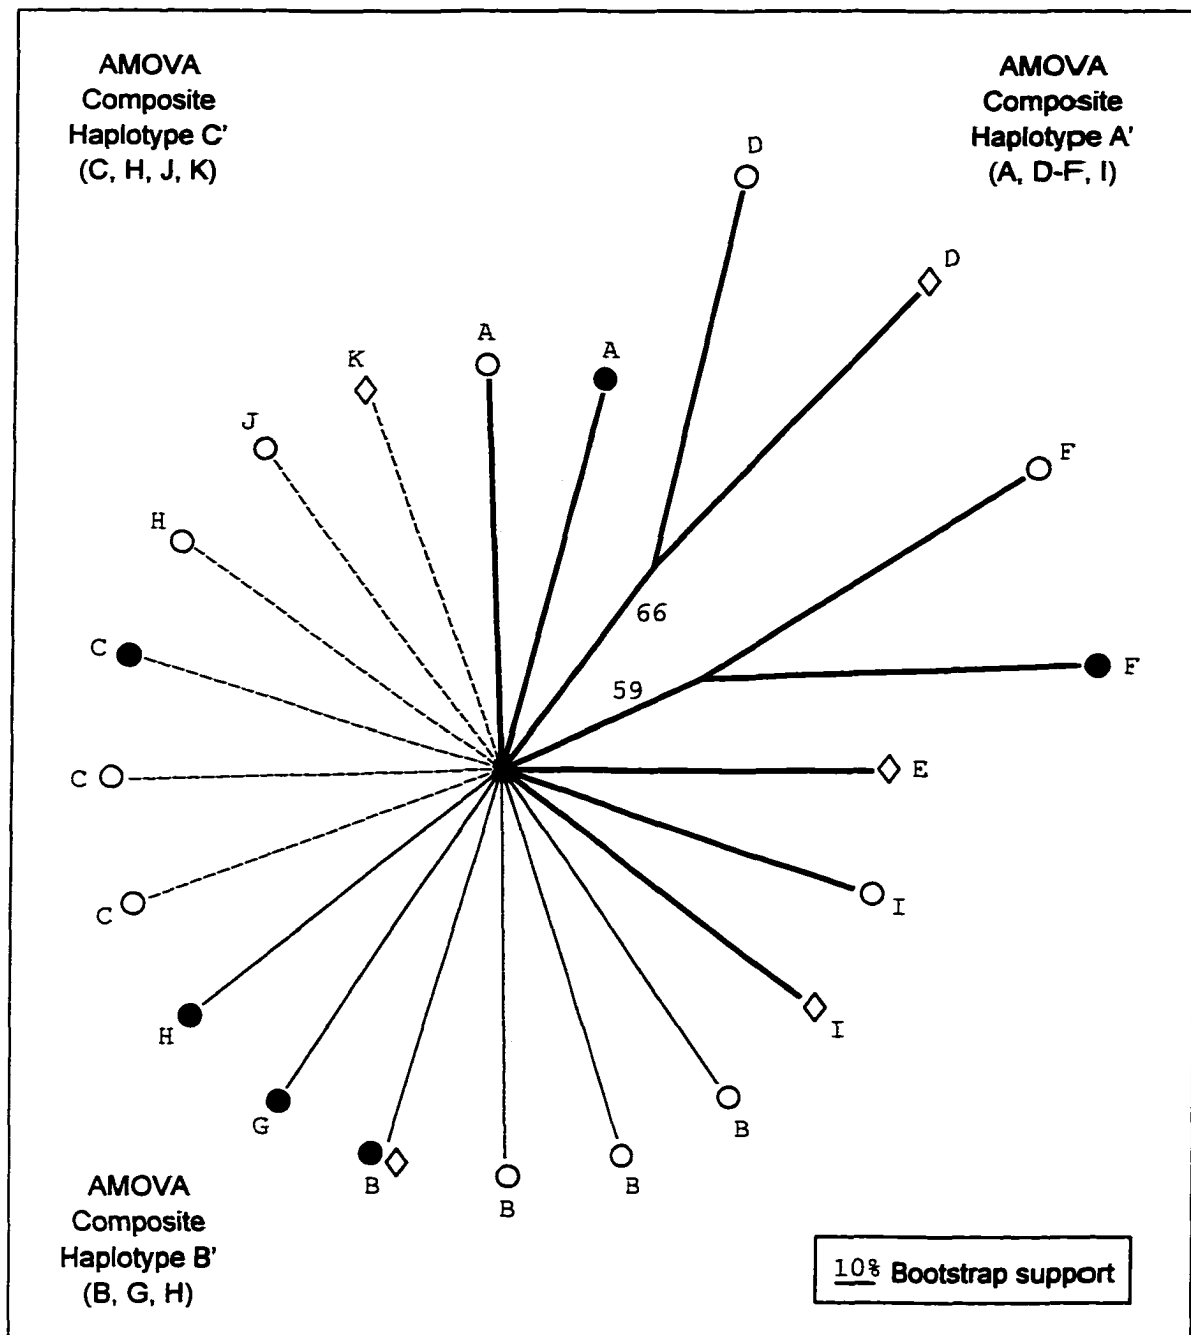 AMOVA
Composite
Haplotype C'
(C, H, J, K)
AMOVA
Composite
Haplotype A'
(A, D-F, I)
D
D
A
A
K
J
F
H
66
C
F
59
C
E
C
I
H
I
G
B
B
B
B
AMOVA
Composite
Haplotype B'
(B, G, H)
10% Bootstrap support